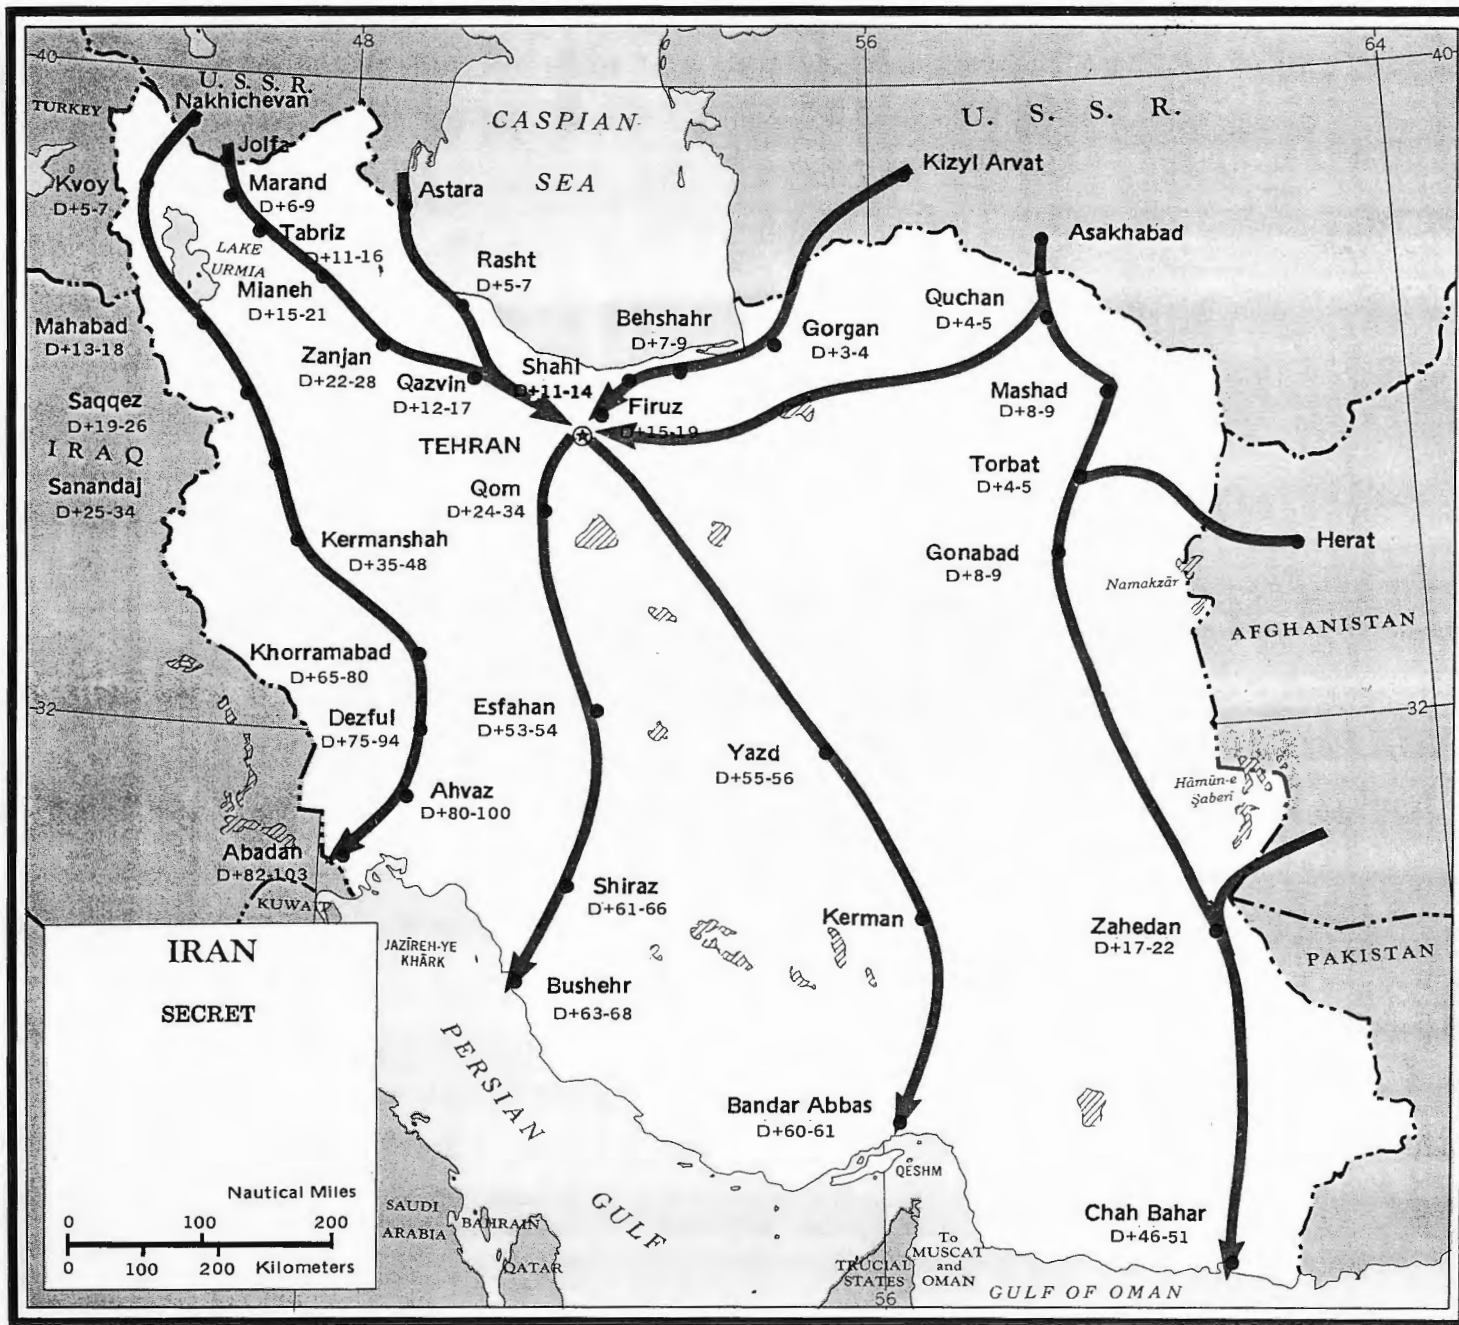 48
56
64
40
40
U. S. S. R.
Nakhichevan
TURKEY
CASPIAN
SEA
U. S. S. R.
Jolfa
Kizyl Arvat
Kvoy
D+5-7
Marand
D+6-9
Astara
Tabriz
D+11-16
LAKE
URMIA
Asakhabad
Rasht
D+5-7
Mianeh
D+15-21
Quchan
D+4-5
Behshahr
D+7-9
Gorgan
D+3-4
Mahabad
D+13-18
Zanjan
D+22-28
Shahi
D+11-14
Qazvin
D+12-17
Mashad
D+8-9
Saqqez
D+19-26
Firuz
D+15-19
IRAQ
TEHRAN
Torbat
D+4-5
Sanandaj
D+25-34
Qom
D+24-34
Kermanshah
D+35-48
Gonabad
D+8-9
Herat
Namakzār
AFGHANISTAN
Khorramabad
D+65-80
Esfahan
D+53-54
32
32
Dezful
D+75-94
Yazd
D+55-56
Hāmūn-e
Ṣaberī
Ahvaz
D+80-100
Abadan
D+82-103
KUWAIT
Shiraz
D+61-66
Kerman
Zahedan
D+17-22
PAKISTAN
IRAN
SECRET
JAZĪREH-YE
KHĀRK
Bushehr
D+63-68
PERSIAN
GULF
Bandar Abbas
D+60-61
QESHM
Nautical Miles
0 100 200
0 100 200 Kilometers
SAUDI
ARABIA
BAHRAIN
QATAR
Chah Bahar
D+46-51
To
MUSCAT
and
OMAN
TRUCIAL
STATES
56
GULF OF OMAN